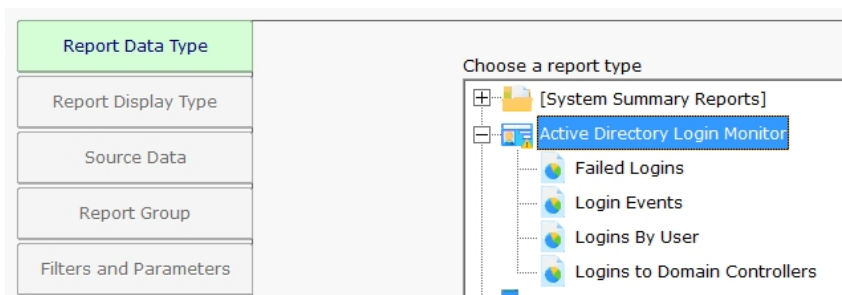 Report Data Type
Report Display Type
Source Data
Report Group
Filters and Parameters
Choose a report type
[System Summary Reports]
Active Directory Login Monitor
Failed Logins
Login Events
Logins By User
Logins to Domain Controllers